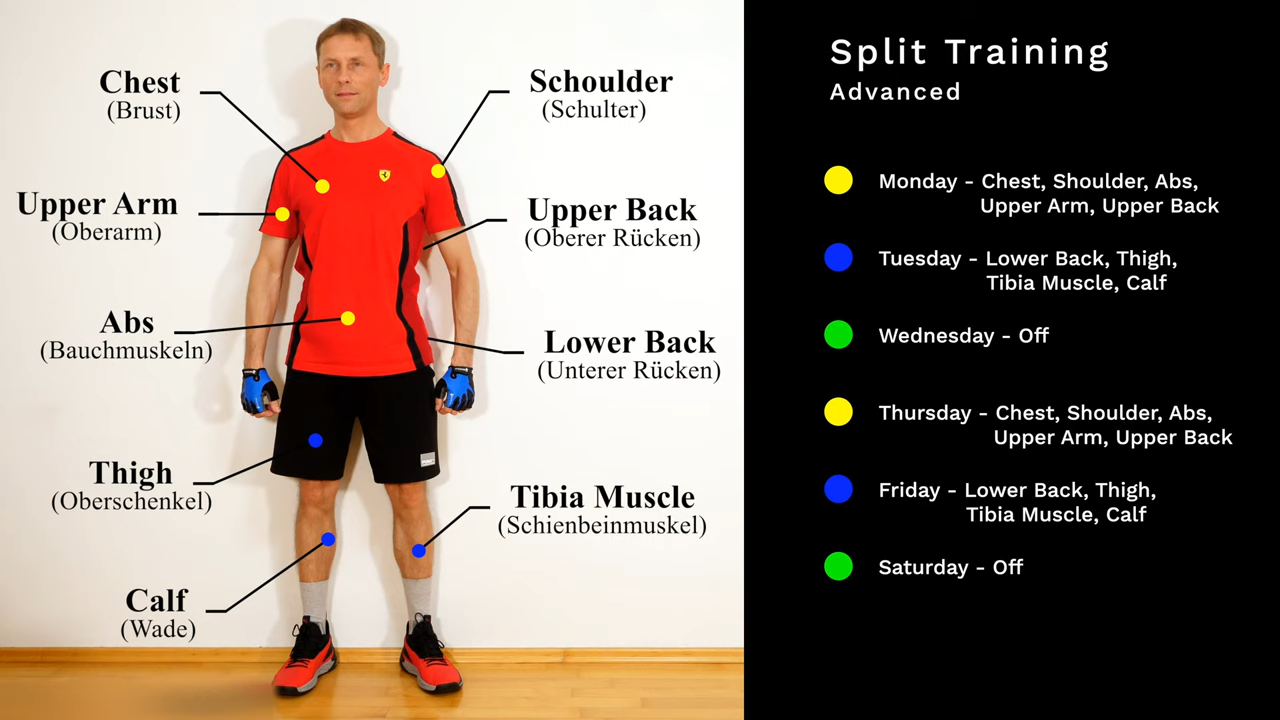 Chest
(Brust)
Schoulder
(Schulter)
Upper Arm
(Oberarm)
Upper Back
(Oberer Rücken)
Abs
(Bauchmuskeln)
Lower Back
(Unterer Rücken)
Thigh
(Oberschenkel)
Tibia Muscle
(Schienbeinmuskel)
Calf
(Wade)
Split Training
Advanced
Monday - Chest, Shoulder, Abs,
Upper Arm, Upper Back
Tuesday - Lower Back, Thigh,
Tibia Muscle, Calf
Wednesday - Off
Thursday - Chest, Shoulder, Abs,
Upper Arm, Upper Back
Friday - Lower Back, Thigh,
Tibia Muscle, Calf
Saturday - Off